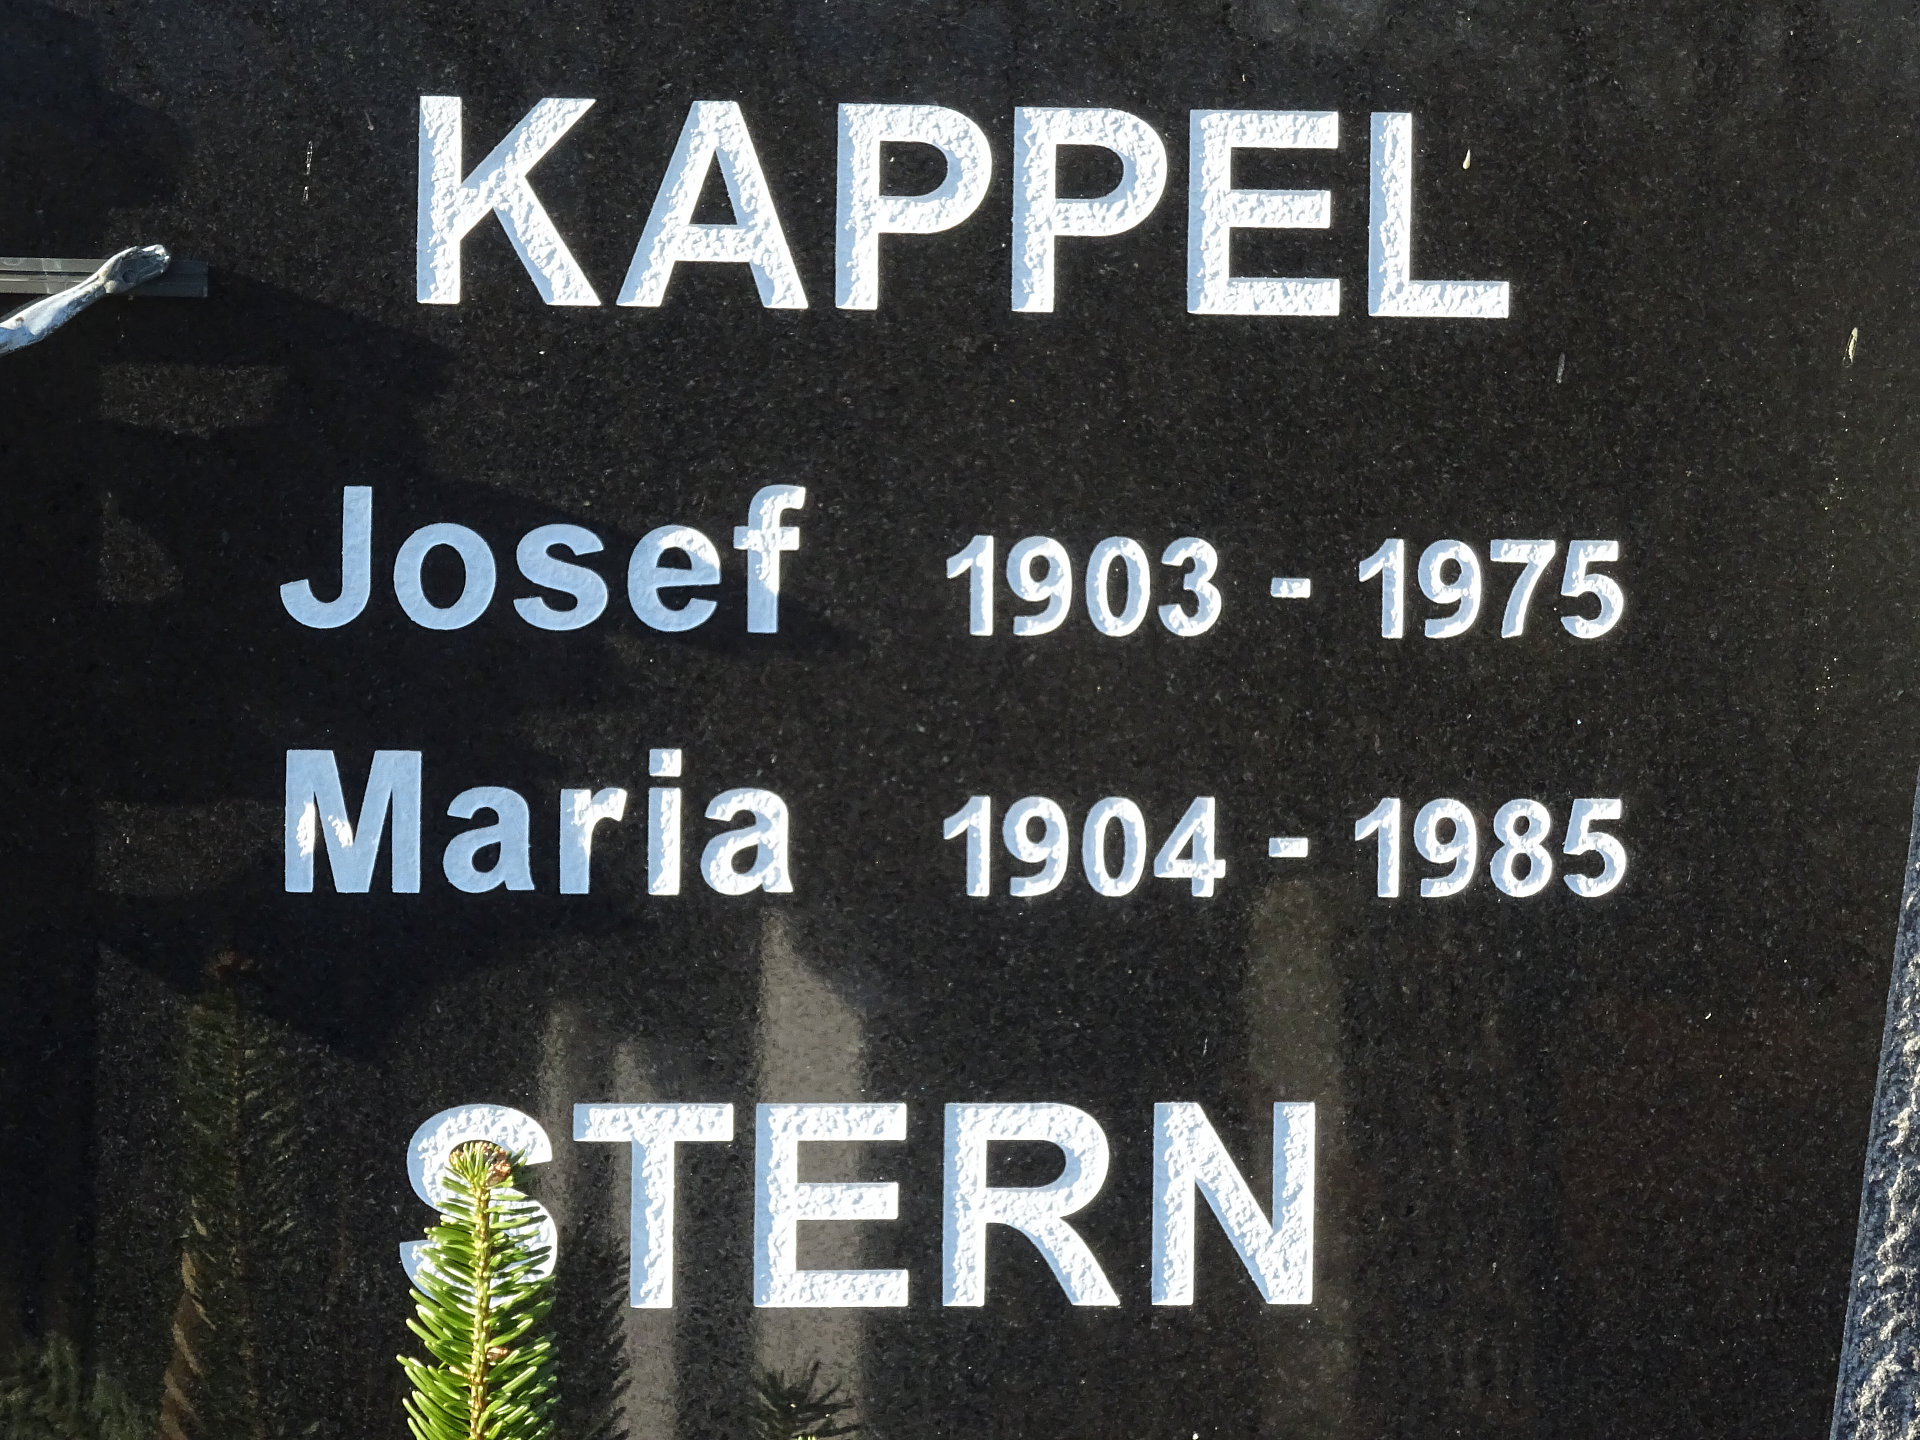 KAPPEL
Josef 1903 - 1975
Maria 1904 - 1985
STERN